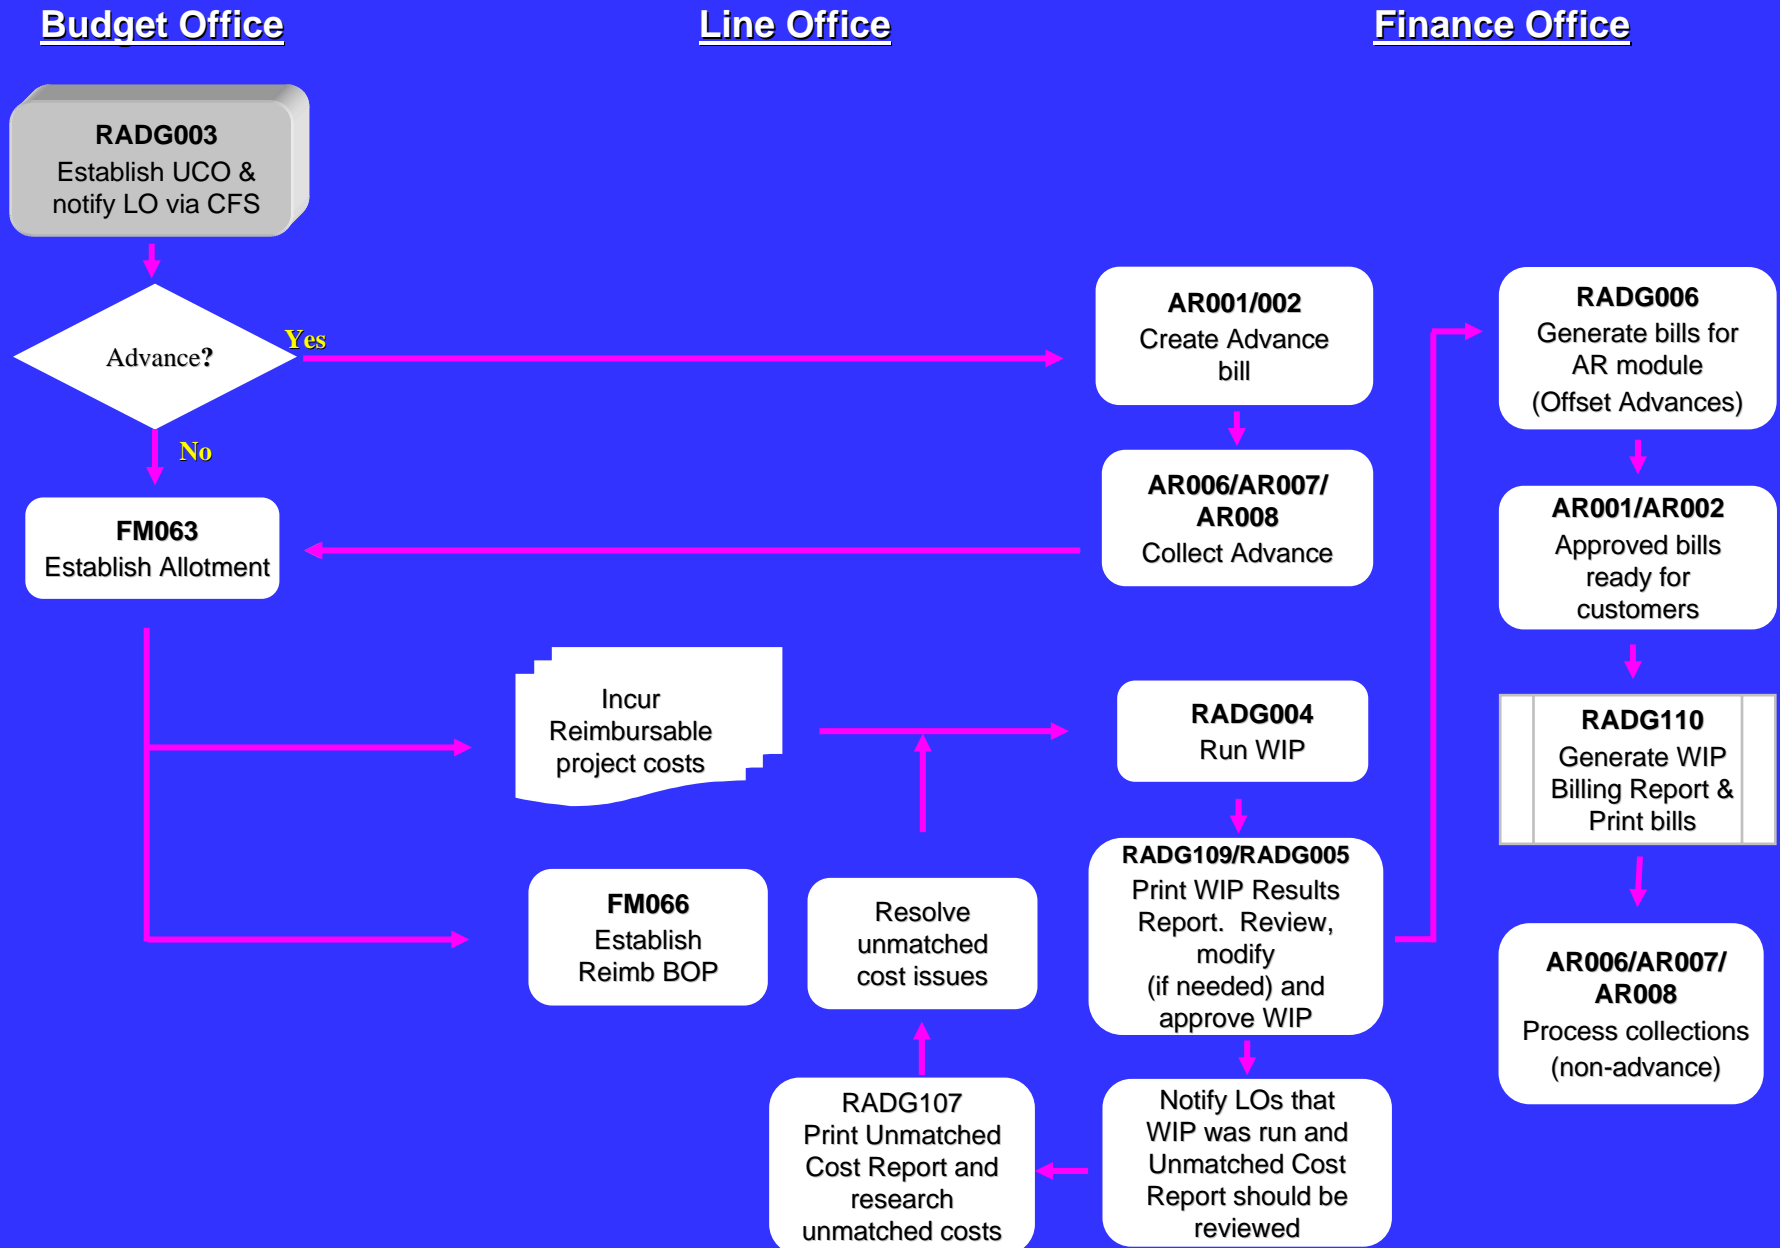 Budget Office
Line Office
Finance Office
RADG003
Establish UCO &
notify LO via CFS
Advance?
Yes
No
FM063
Establish Allotment
AR001/002
Create Advance
bill
AR006/AR007/
AR008
Collect Advance
Incur
Reimbursable
project costs
FM066
Establish
Reimb BOP
Resolve
unmatched
cost issues
RADG107
Print Unmatched
Cost Report and
research
unmatched costs
RADG004
Run WIP
RADG109/RADG005
Print WIP Results
Report. Review,
modify
(if needed) and
approve WIP
Notify LOs that
WIP was run and
Unmatched Cost
Report should be
reviewed
RADG006
Generate bills for
AR module
(Offset Advances)
AR001/AR002
Approved bills
ready for
customers
RADG110
Generate WIP
Billing Report &
Print bills
AR006/AR007/
AR008
Process collections
(non-advance)